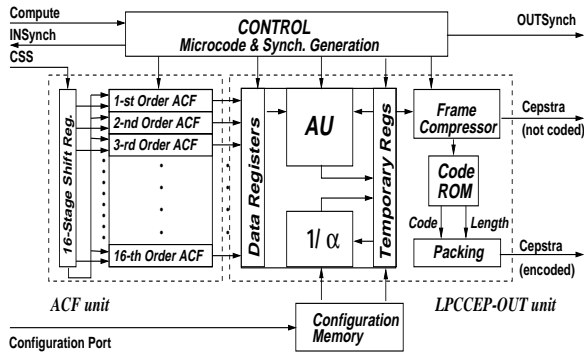 Compute
INSynch
CSS
CONTROL
Microcode & Synch. Generation
OUTSynch
16-Stage Shift Reg.
1-st Order ACF
2-nd Order ACF
3-rd Order ACF
16-th Order ACF
Data Registers
AU
1/ α
Temporary Regs
Frame
Compressor
Cepstra
(not coded)
Code
ROM
Code
Length
Packing
Cepstra
(encoded)
ACF unit
LPCCEP-OUT unit
Configuration
Memory
Configuration Port